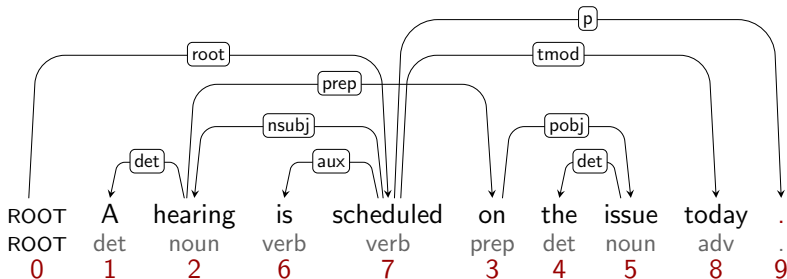 p
root tmod
prep
nsubj pobj
det aux det
ROOT A hearing is scheduled on the issue today .
ROOT det noun verb verb prep det noun adv .
0 1 2 6 7 3 4 5 8 9